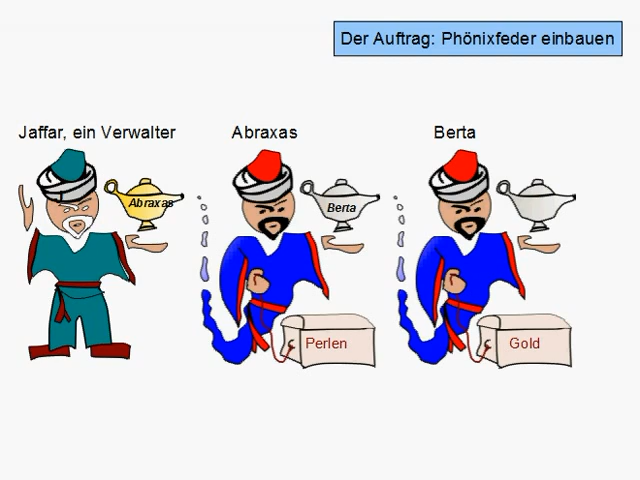 Der Auftrag: Phönixfeder einbauen
Jaffar, ein Verwalter
Abraxas
Berta
Abraxas
Berta
Perlen
Gold